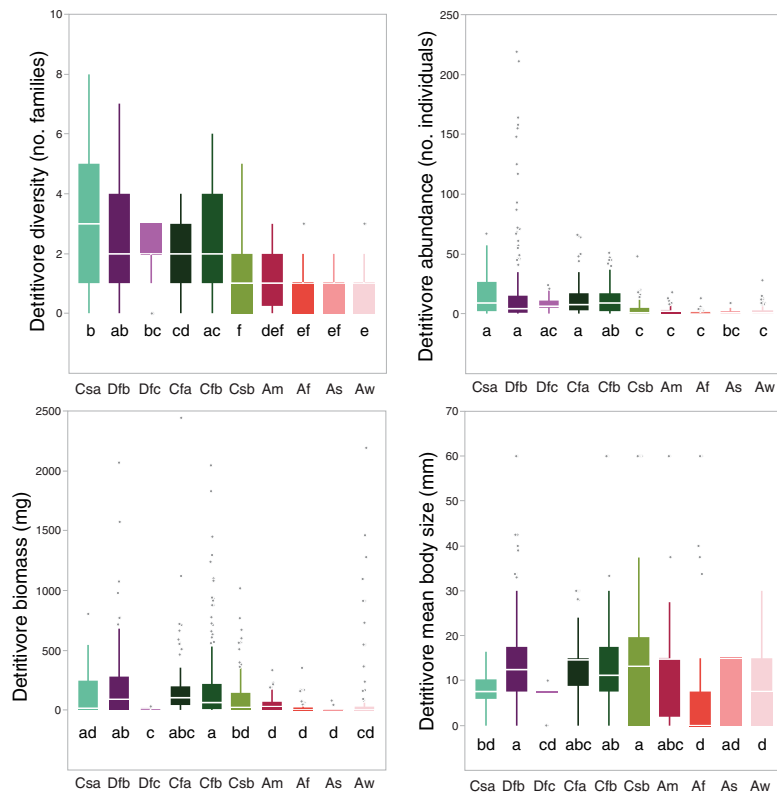 Detritivore diversity (no. families)
10
8
6
4
2
0
b ab bc cd ac f def ef ef e
Csa Dfb Dfc Cfa Cfb Csb Am Af As Aw
Detritivore abundance (no. individuals)
250
200
150
100
50
0
a a ac a ab c c c bc c
Csa Dfb Dfc Cfa Cfb Csb Am Af As Aw
Detritivore biomass (mg)
2500
2000
1500
1000
500
0
ad ab c abc a bd d d d cd
Csa Dfb Dfc Cfa Cfb Csb Am Af As Aw
Detritivore mean body size (mm)
70
60
50
40
30
20
10
0
bd a cd abc ab a abc d ad d
Csa Dfb Dfc Cfa Cfb Csb Am Af As Aw